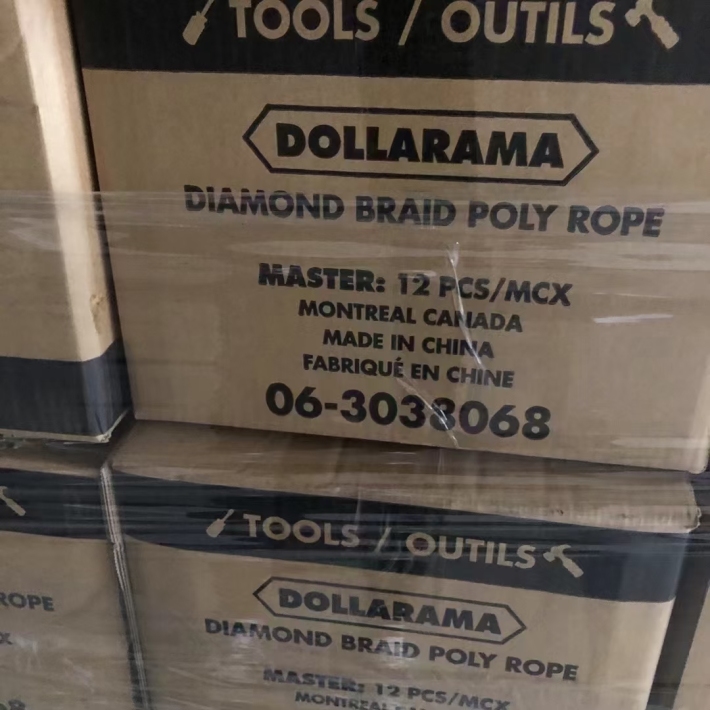 TOOLS / OUTILS
DOLLARAMA
DIAMOND BRAID POLY ROPE
MASTER: 12 PCS/MCX
MONTREAL CANADA
MADE IN CHINA
FABRIQUÉ EN CHINE
06-3038068
TOOLS / OUTILS
DOLLARAMA
DIAMOND BRAID POLY ROPE
MASTER: 12 PCS/MCX
ROPE